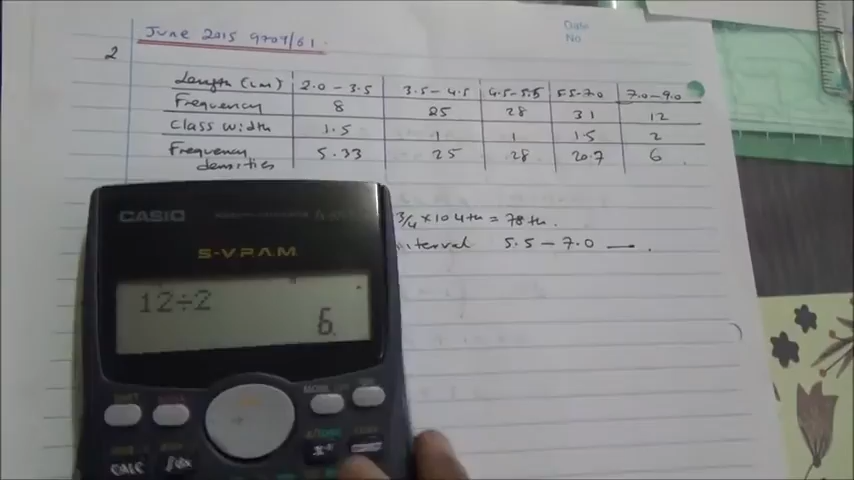 Date
No
June 2015 9709/61.
2
Length (cm) 2.0 - 3.5 3.5 - 4.5 4.5-5.5 5.5-7.0 7.0-9.0
Frequency 8 25 28 31 12
Class width 1.5 1 1 1.5 2
Frequency densities 5.33 25 28 20.7 6
3/4 x 104th = 78th.
interval 5.5 - 7.0
CASIO
S-V.P.A.M.
12÷2
6.
SHIFT
MODE
CALC